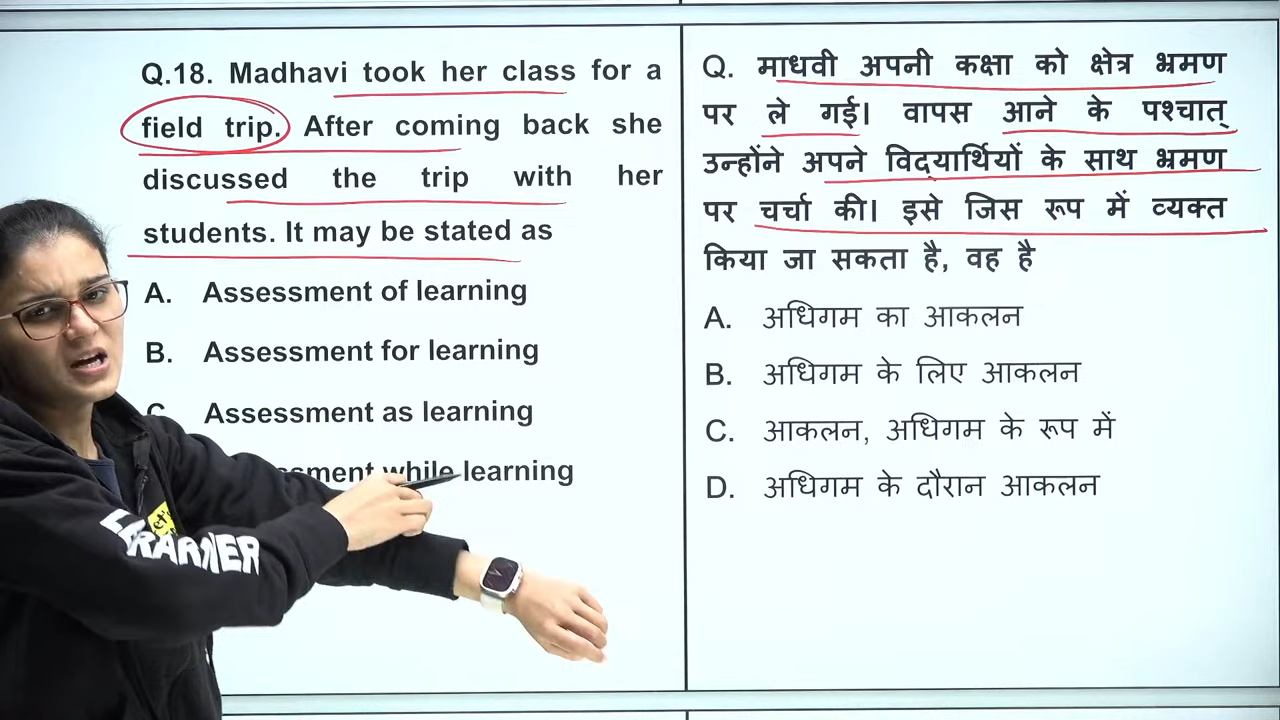 Q.18. Madhavi took her class for a
field trip. After coming back she
discussed the trip with her
students. It may be stated as
A. Assessment of learning
B. Assessment for learning
C. Assessment as learning
while learning
Q. माधवी अपनी कक्षा को क्षेत्र भ्रमण
पर ले गई। वापस आने के पश्चात्
उन्होंने अपने विद्यार्थियों के साथ भ्रमण
पर चर्चा की। इसे जिस रूप में व्यक्त
किया जा सकता है, वह है
A. अधिगम का आकलन
B. अधिगम के लिए आकलन
C. आकलन, अधिगम के रूप में
D. अधिगम के दौरान आकलन
LEARNER